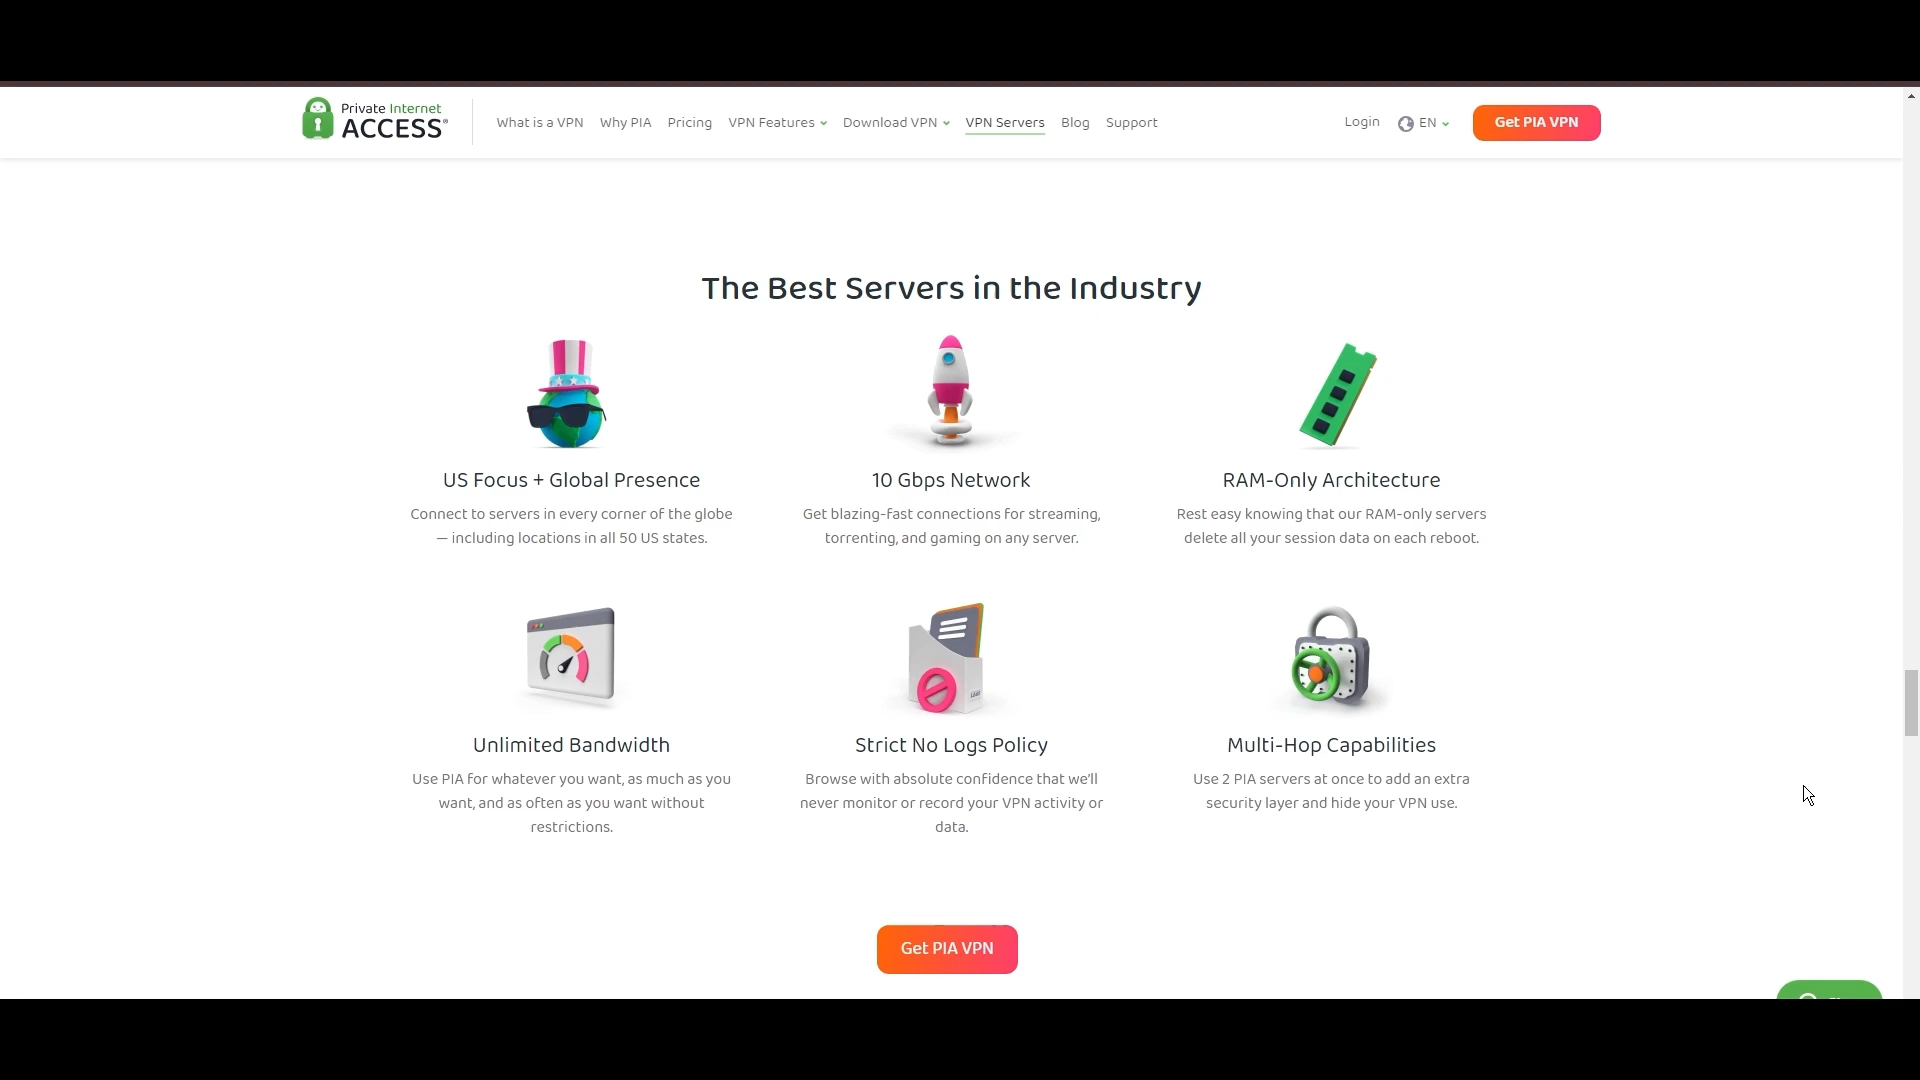 Private Internet
ACCESS®
What is a VPN Why PIA Pricing VPN Features Download VPN VPN Servers Blog Support Login EN Get PIA VPN
The Best Servers in the Industry
US Focus + Global Presence
Connect to servers in every corner of the globe
— including locations in all 50 US states.
10 Gbps Network
Get blazing-fast connections for streaming,
torrenting, and gaming on any server.
RAM-Only Architecture
Rest easy knowing that our RAM-only servers
delete all your session data on each reboot.
Unlimited Bandwidth
Use PIA for whatever you want, as much as you
want, and as often as you want without
restrictions.
Strict No Logs Policy
Browse with absolute confidence that we'll
never monitor or record your VPN activity or
data.
Multi-Hop Capabilities
Use 2 PIA servers at once to add an extra
security layer and hide your VPN use.
Get PIA VPN